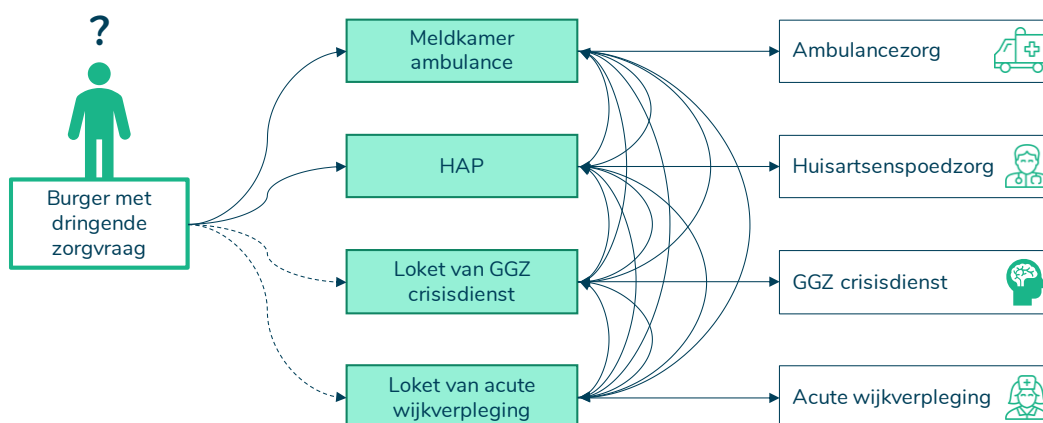 ?
Burger met
dringende
zorgvraag
Meldkamer
ambulance
HAP
Loket van GGZ
crisisdienst
Loket van acute
wijkverpleging
Ambulancezorg
Huisartsenspoedzorg
GGZ crisisdienst
Acute wijkverpleging